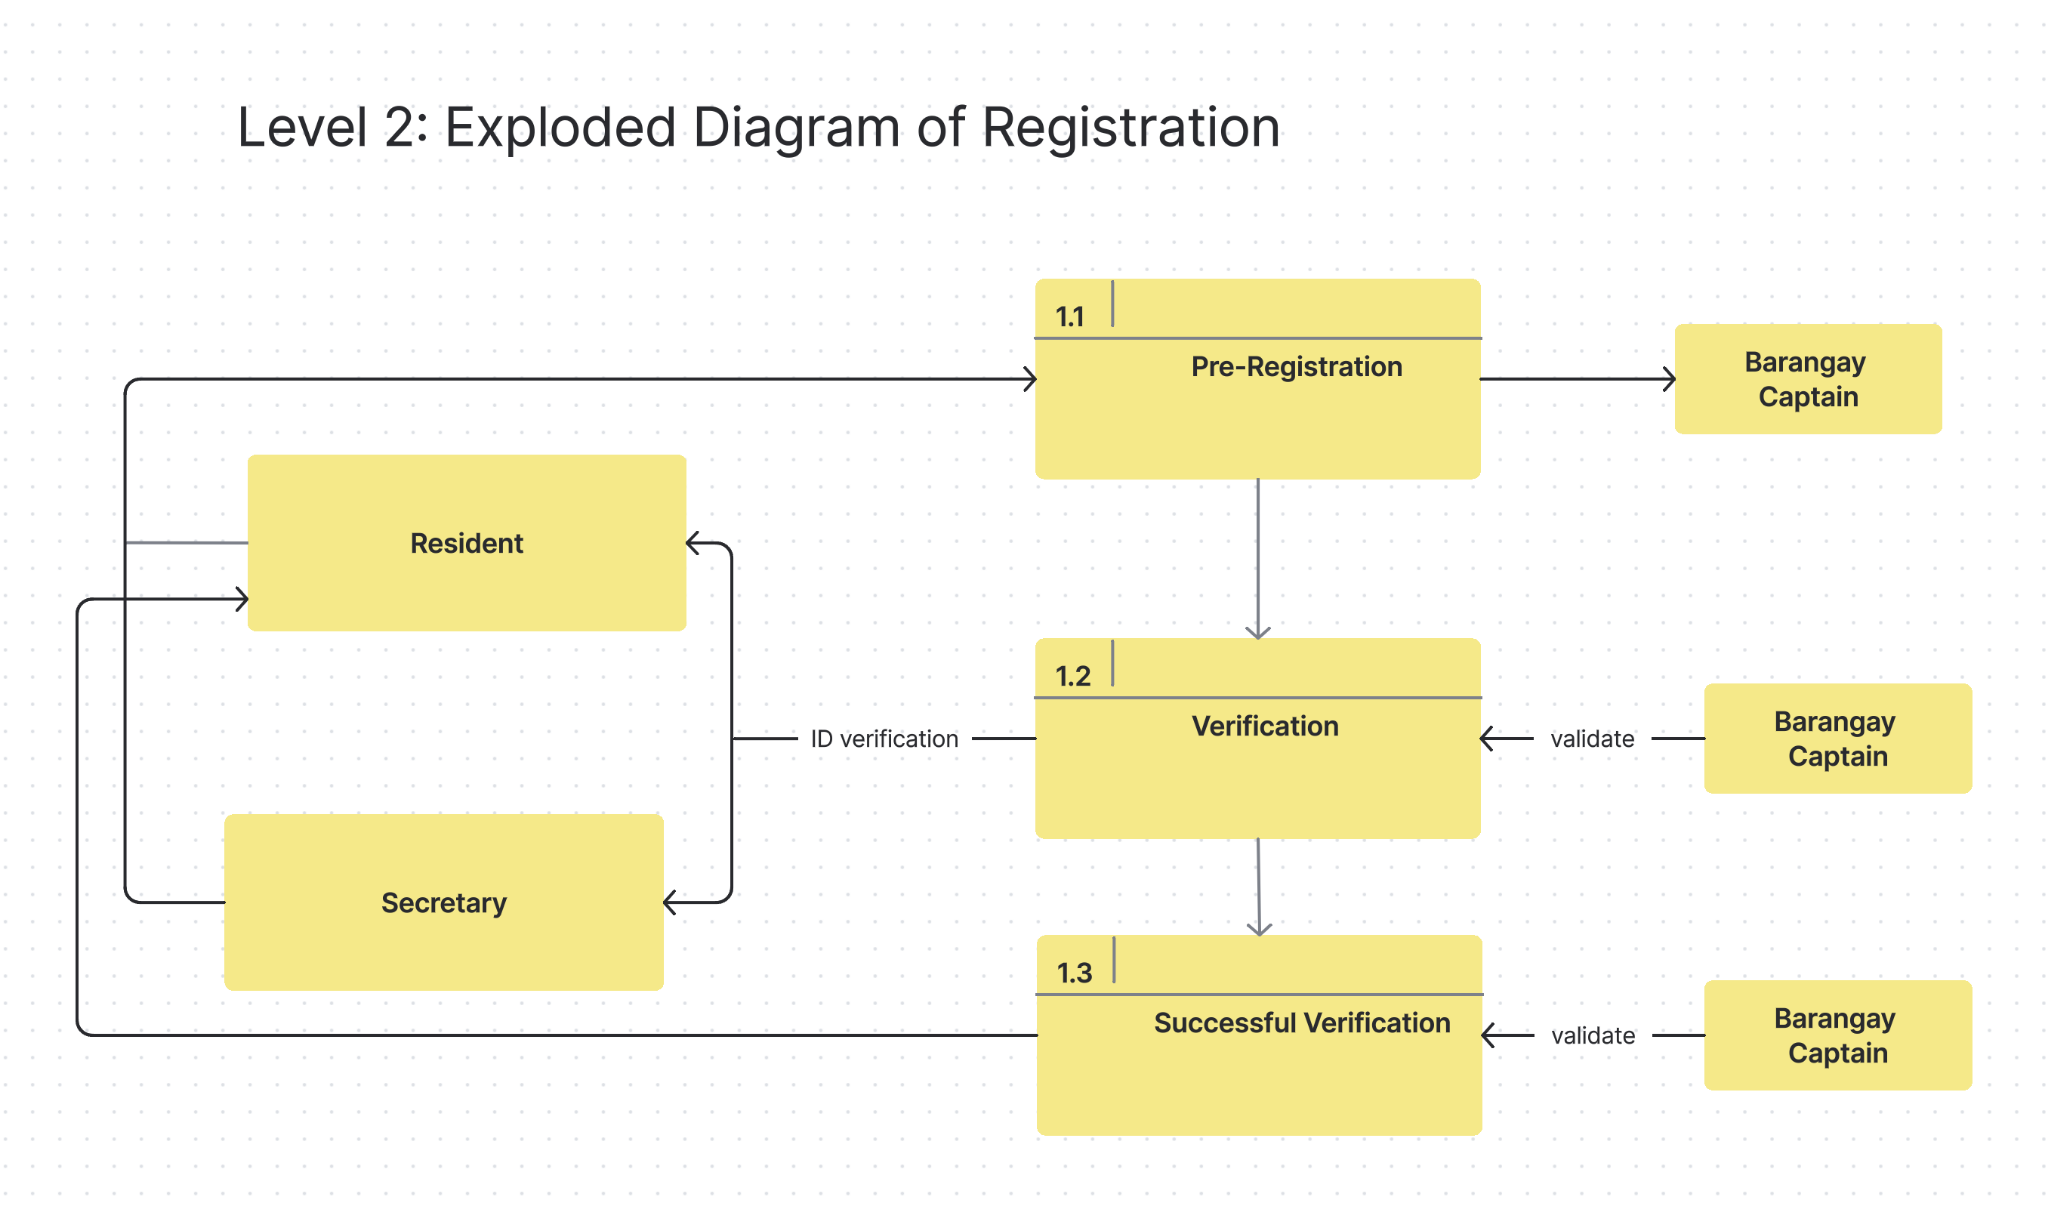 Level 2: Exploded Diagram of Registration
1.1
Pre-Registration
Barangay
Captain
Resident
1.2
Verification
ID verification
validate
Barangay
Captain
Secretary
1.3
Successful Verification
validate
Barangay
Captain